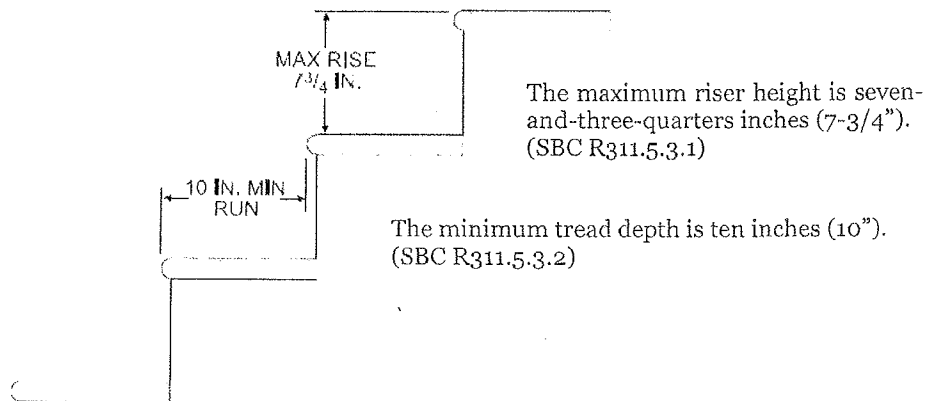 MAX RISE
7 3/4 IN.
The maximum riser height is seven-
and-three-quarters inches (7-3/4”).
(SBC R311.5.3.1)
10 IN. MIN
RUN
The minimum tread depth is ten inches (10”).
(SBC R311.5.3.2)